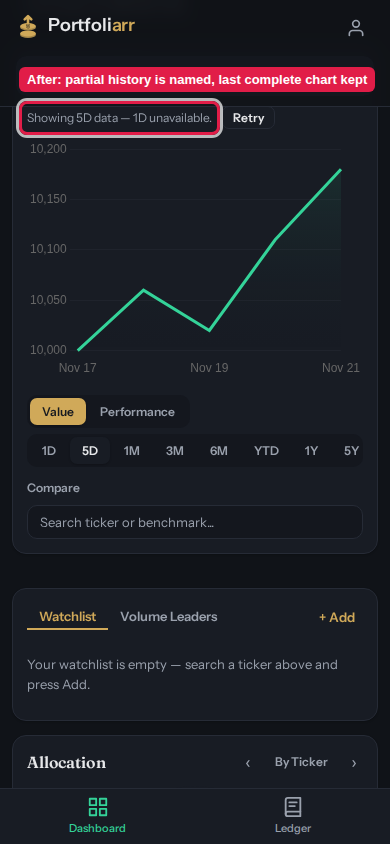 Portfoliarr
After: partial history is named, last complete chart kept
Showing 5D data — 1D unavailable.
Retry
10,200
10,150
10,100
10,050
10,000
Nov 17
Nov 19
Nov 21
Value
Performance
1D
5D
1M
3M
6M
YTD
1Y
5Y
Compare
Search ticker or benchmark...
Watchlist
Volume Leaders
+ Add
Your watchlist is empty — search a ticker above and
press Add.
Allocation
‹
By Ticker
›
Dashboard
Ledger